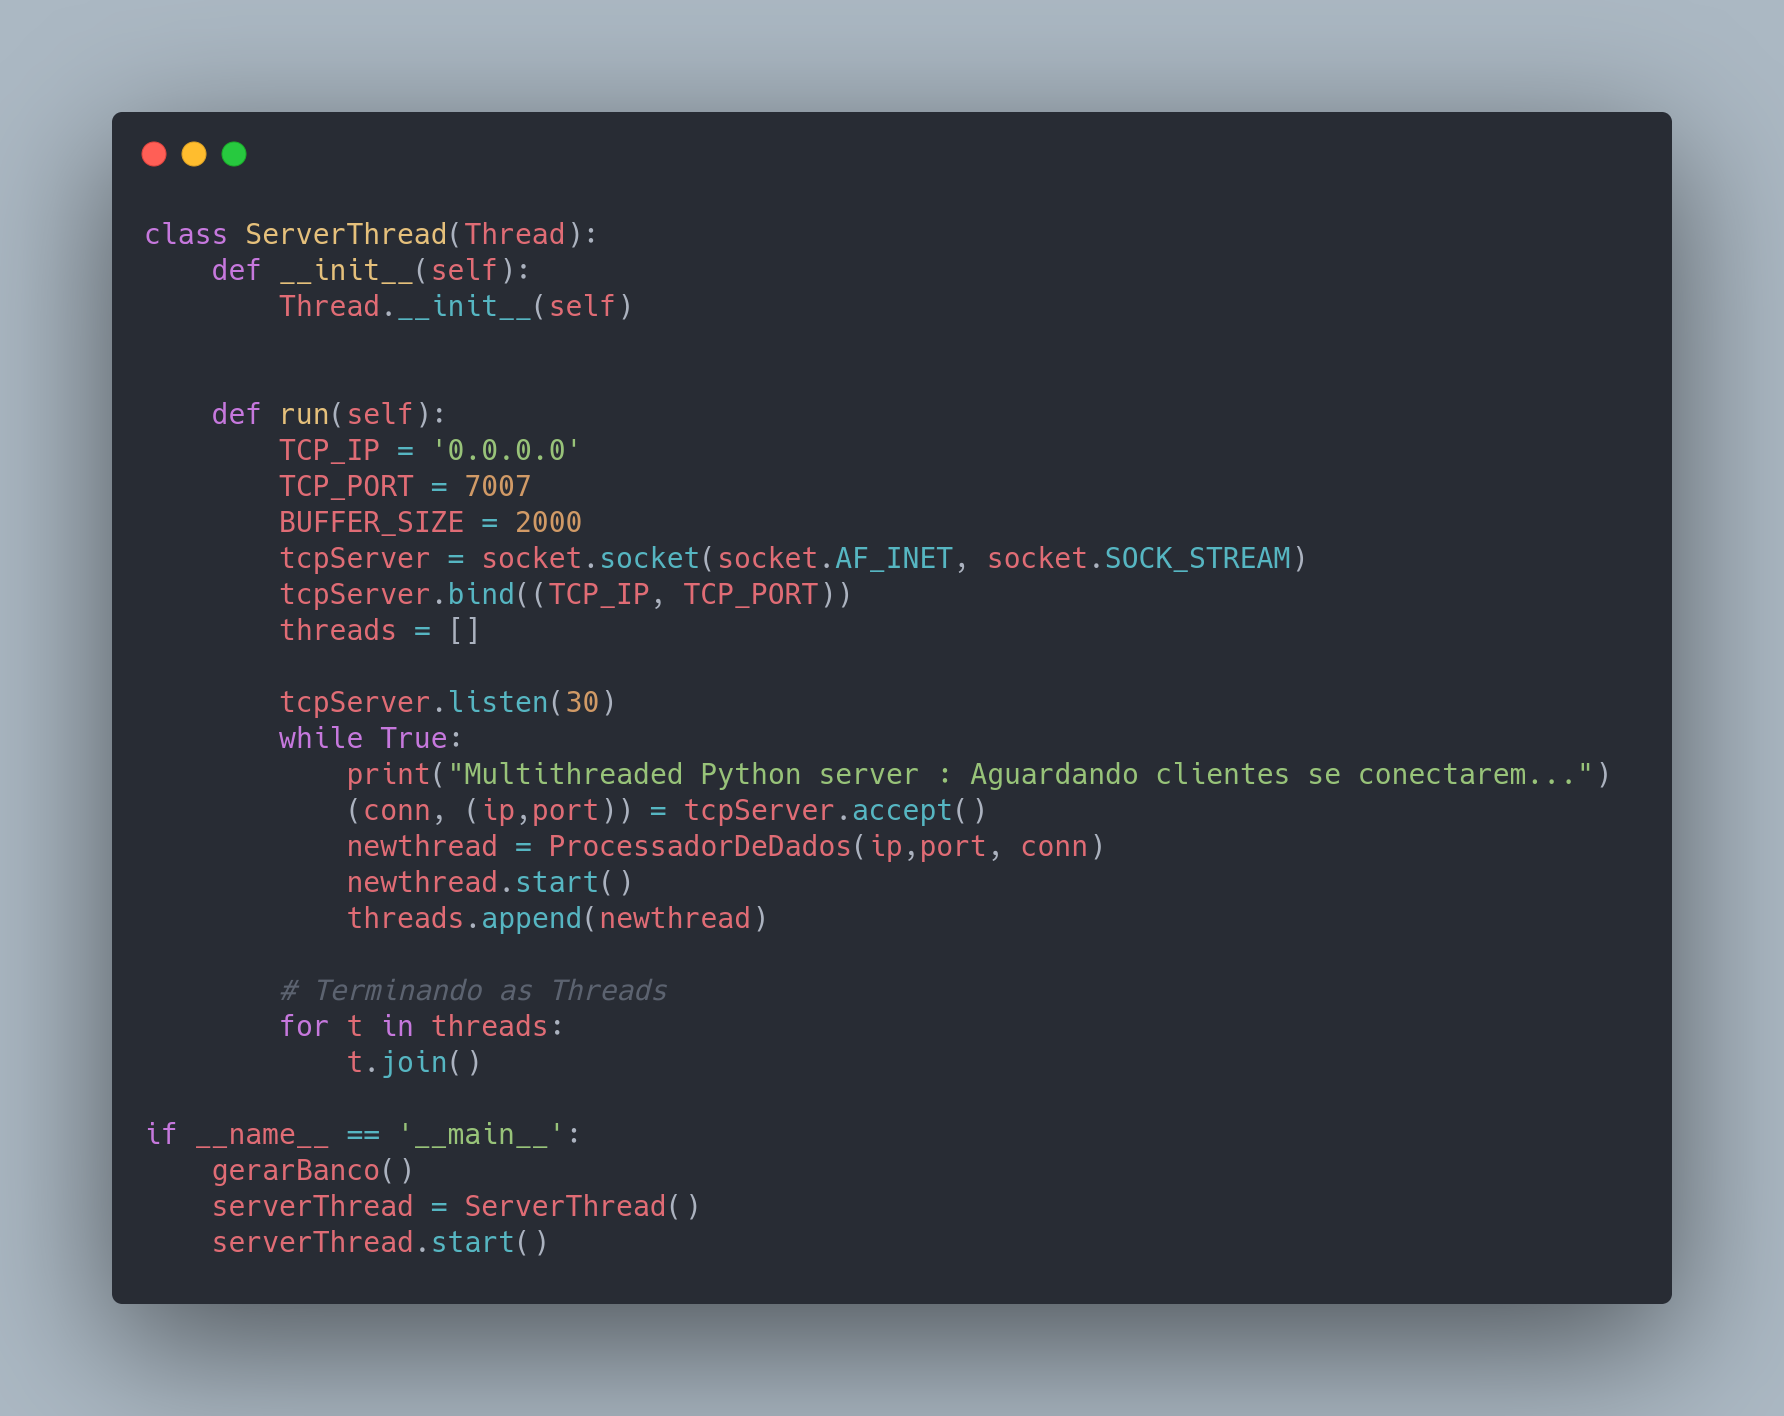 class ServerThread(Thread):
    def __init__(self):
        Thread.__init__(self)


    def run(self):
        TCP_IP = '0.0.0.0'
        TCP_PORT = 7007
        BUFFER_SIZE = 2000
        tcpServer = socket.socket(socket.AF_INET, socket.SOCK_STREAM)
        tcpServer.bind((TCP_IP, TCP_PORT))
        threads = []

        tcpServer.listen(30)
        while True:
            print("Multithreaded Python server : Aguardando clientes se conectarem...")
            (conn, (ip,port)) = tcpServer.accept()
            newthread = ProcessadorDeDados(ip,port, conn)
            newthread.start()
            threads.append(newthread)

        # Terminando as Threads
        for t in threads:
            t.join()

if __name__ == '__main__':
    gerarBanco()
    serverThread = ServerThread()
    serverThread.start()